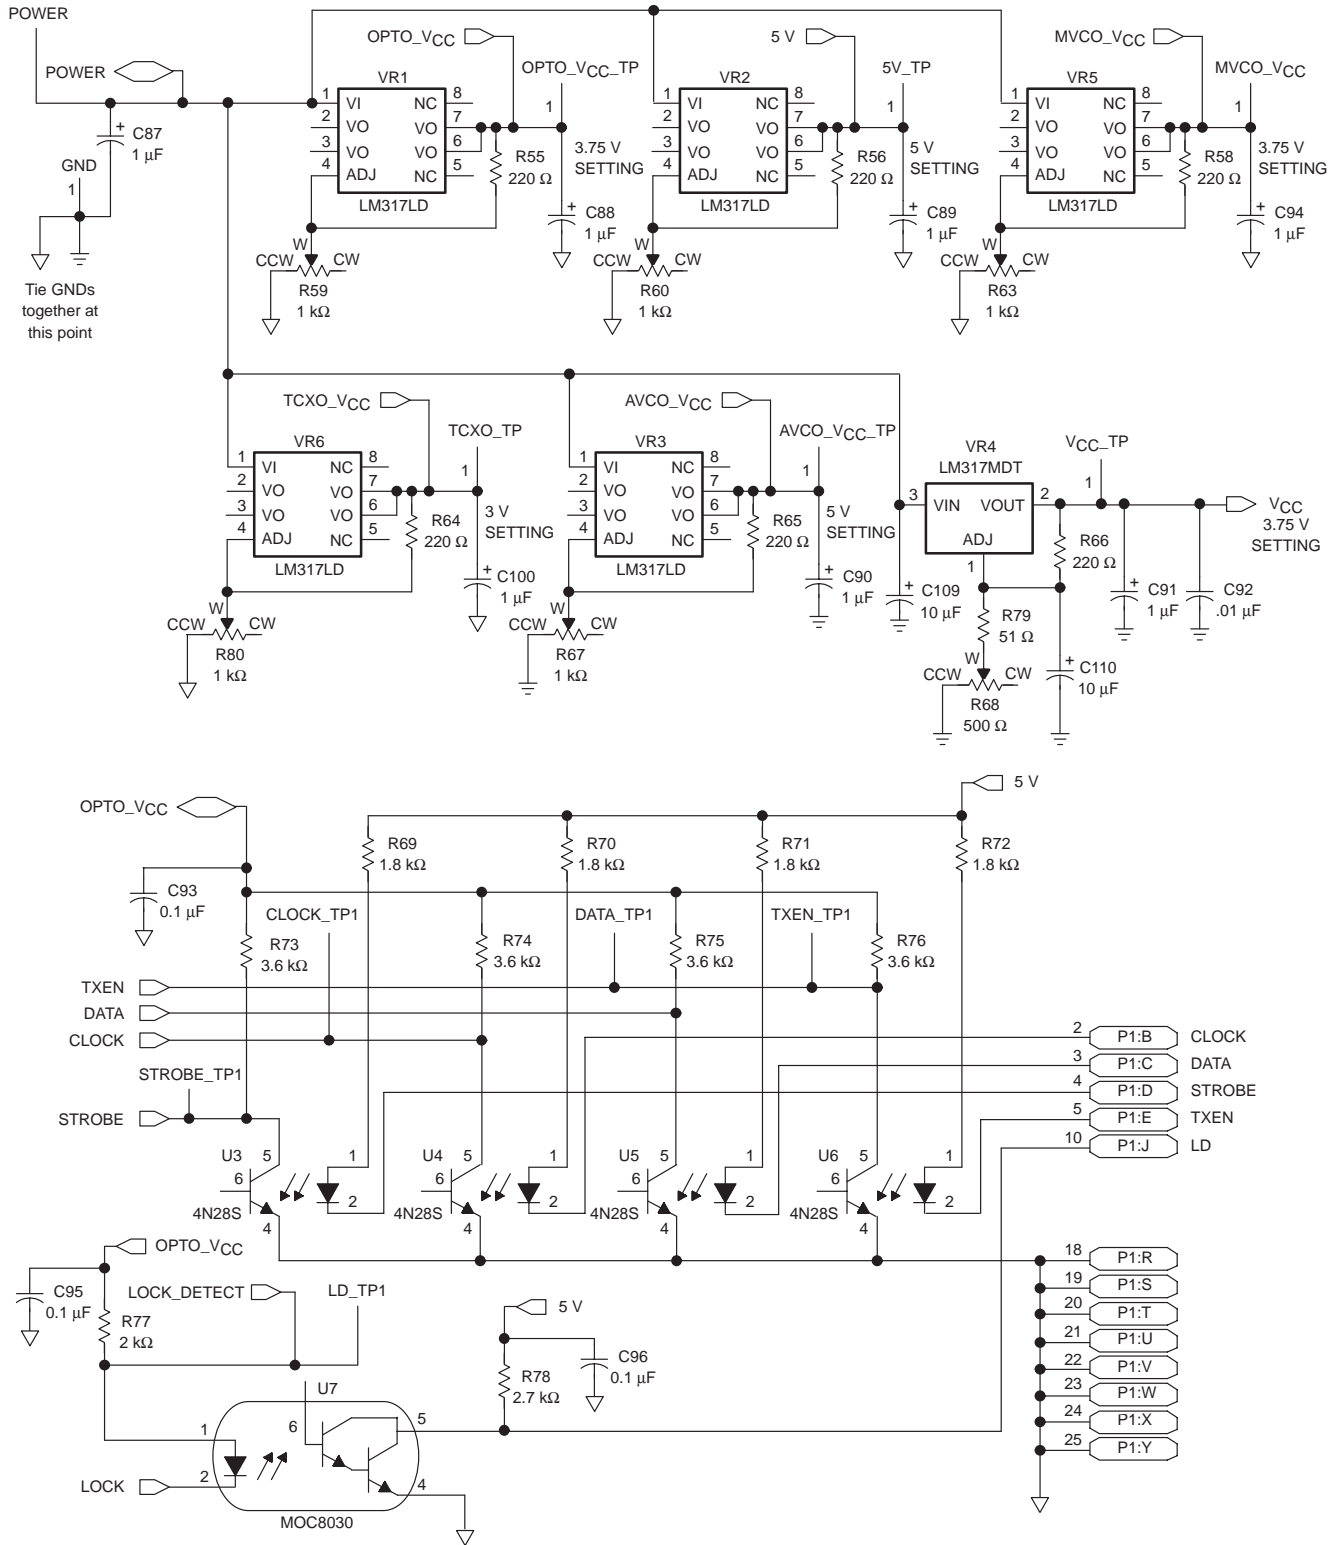 POWER
POWER
C87
+
1 µF
GND
1
Tie GNDs
together at
this point
OPTO_VCC
VR1
OPTO_V CC_TP
1
1 VI NC 8
2 VO VO 7
3 VO VO 6
4 ADJ NC 5
LM317LD
R55
220 Ω
3.75 V
SETTING
+
C88
1 µF
W
CCW CW
R59
1 kΩ
5 V
VR2
5V_TP
1
1 VI NC 8
2 VO VO 7
3 VO VO 6
4 ADJ NC 5
LM317LD
R56
220 Ω
5 V
SETTING
+
C89
1 µF
W
CCW CW
R60
1 kΩ
MVCO_VCC
VR5
MVCO_VCC
1
1 VI NC 8
2 VO VO 7
3 VO VO 6
4 ADJ NC 5
LM317LD
R58
220 Ω
3.75 V
SETTING
+
C94
1 µF
W
CCW CW
R63
1 kΩ
TCXO_VCC
VR6
TCXO_TP
1
1 VI NC 8
2 VO VO 7
3 VO VO 6
4 ADJ NC 5
LM317LD
R64
220 Ω
3 V
SETTING
+
C100
1 µF
W
CCW CW
R80
1 kΩ
AVCO_VCC
VR3
AVCO_VCC_TP
1
1 VI NC 8
2 VO VO 7
3 VO VO 6
4 ADJ NC 5
LM317LD
R65
220 Ω
5 V
SETTING
+
C90
1 µF
W
CCW CW
R67
1 kΩ
VR4
LM317MDT
VCC_TP
1
3 VIN VOUT 2
ADJ
1
VCC
3.75 V
SETTING
R66
220 Ω
+
C109
10 µF
+
C91
1 µF
C92
.01 µF
R79
51 Ω
W
CCW CW
R68
500 Ω
+
C110
10 µF
5 V
OPTO_VCC
R69
1.8 kΩ
R70
1.8 kΩ
R71
1.8 kΩ
R72
1.8 kΩ
C93
0.1 µF
CLOCK_TP1
DATA_TP1
TXEN_TP1
R73
3.6 kΩ
R74
3.6 kΩ
R75
3.6 kΩ
R76
3.6 kΩ
TXEN
DATA
CLOCK
STROBE_TP1
STROBE
2 P1:B CLOCK
3 P1:C DATA
4 P1:D STROBE
5 P1:E TXEN
10 P1:J LD
U3 5 1
6 2
4N28S 4
U4 5 1
6 2
4N28S 4
U5 5 1
6 2
4N28S 4
U6 5 1
6 2
4N28S 4
OPTO_VCC
C95
0.1 µF
LOCK_DETECT
LD_TP1
R77
2 kΩ
5 V
R78
2.7 kΩ
C96
0.1 µF
U7
1
6
5
LOCK
2
4
MOC8030
18 P1:R
19 P1:S
20 P1:T
21 P1:U
22 P1:V
23 P1:W
24 P1:X
25 P1:Y